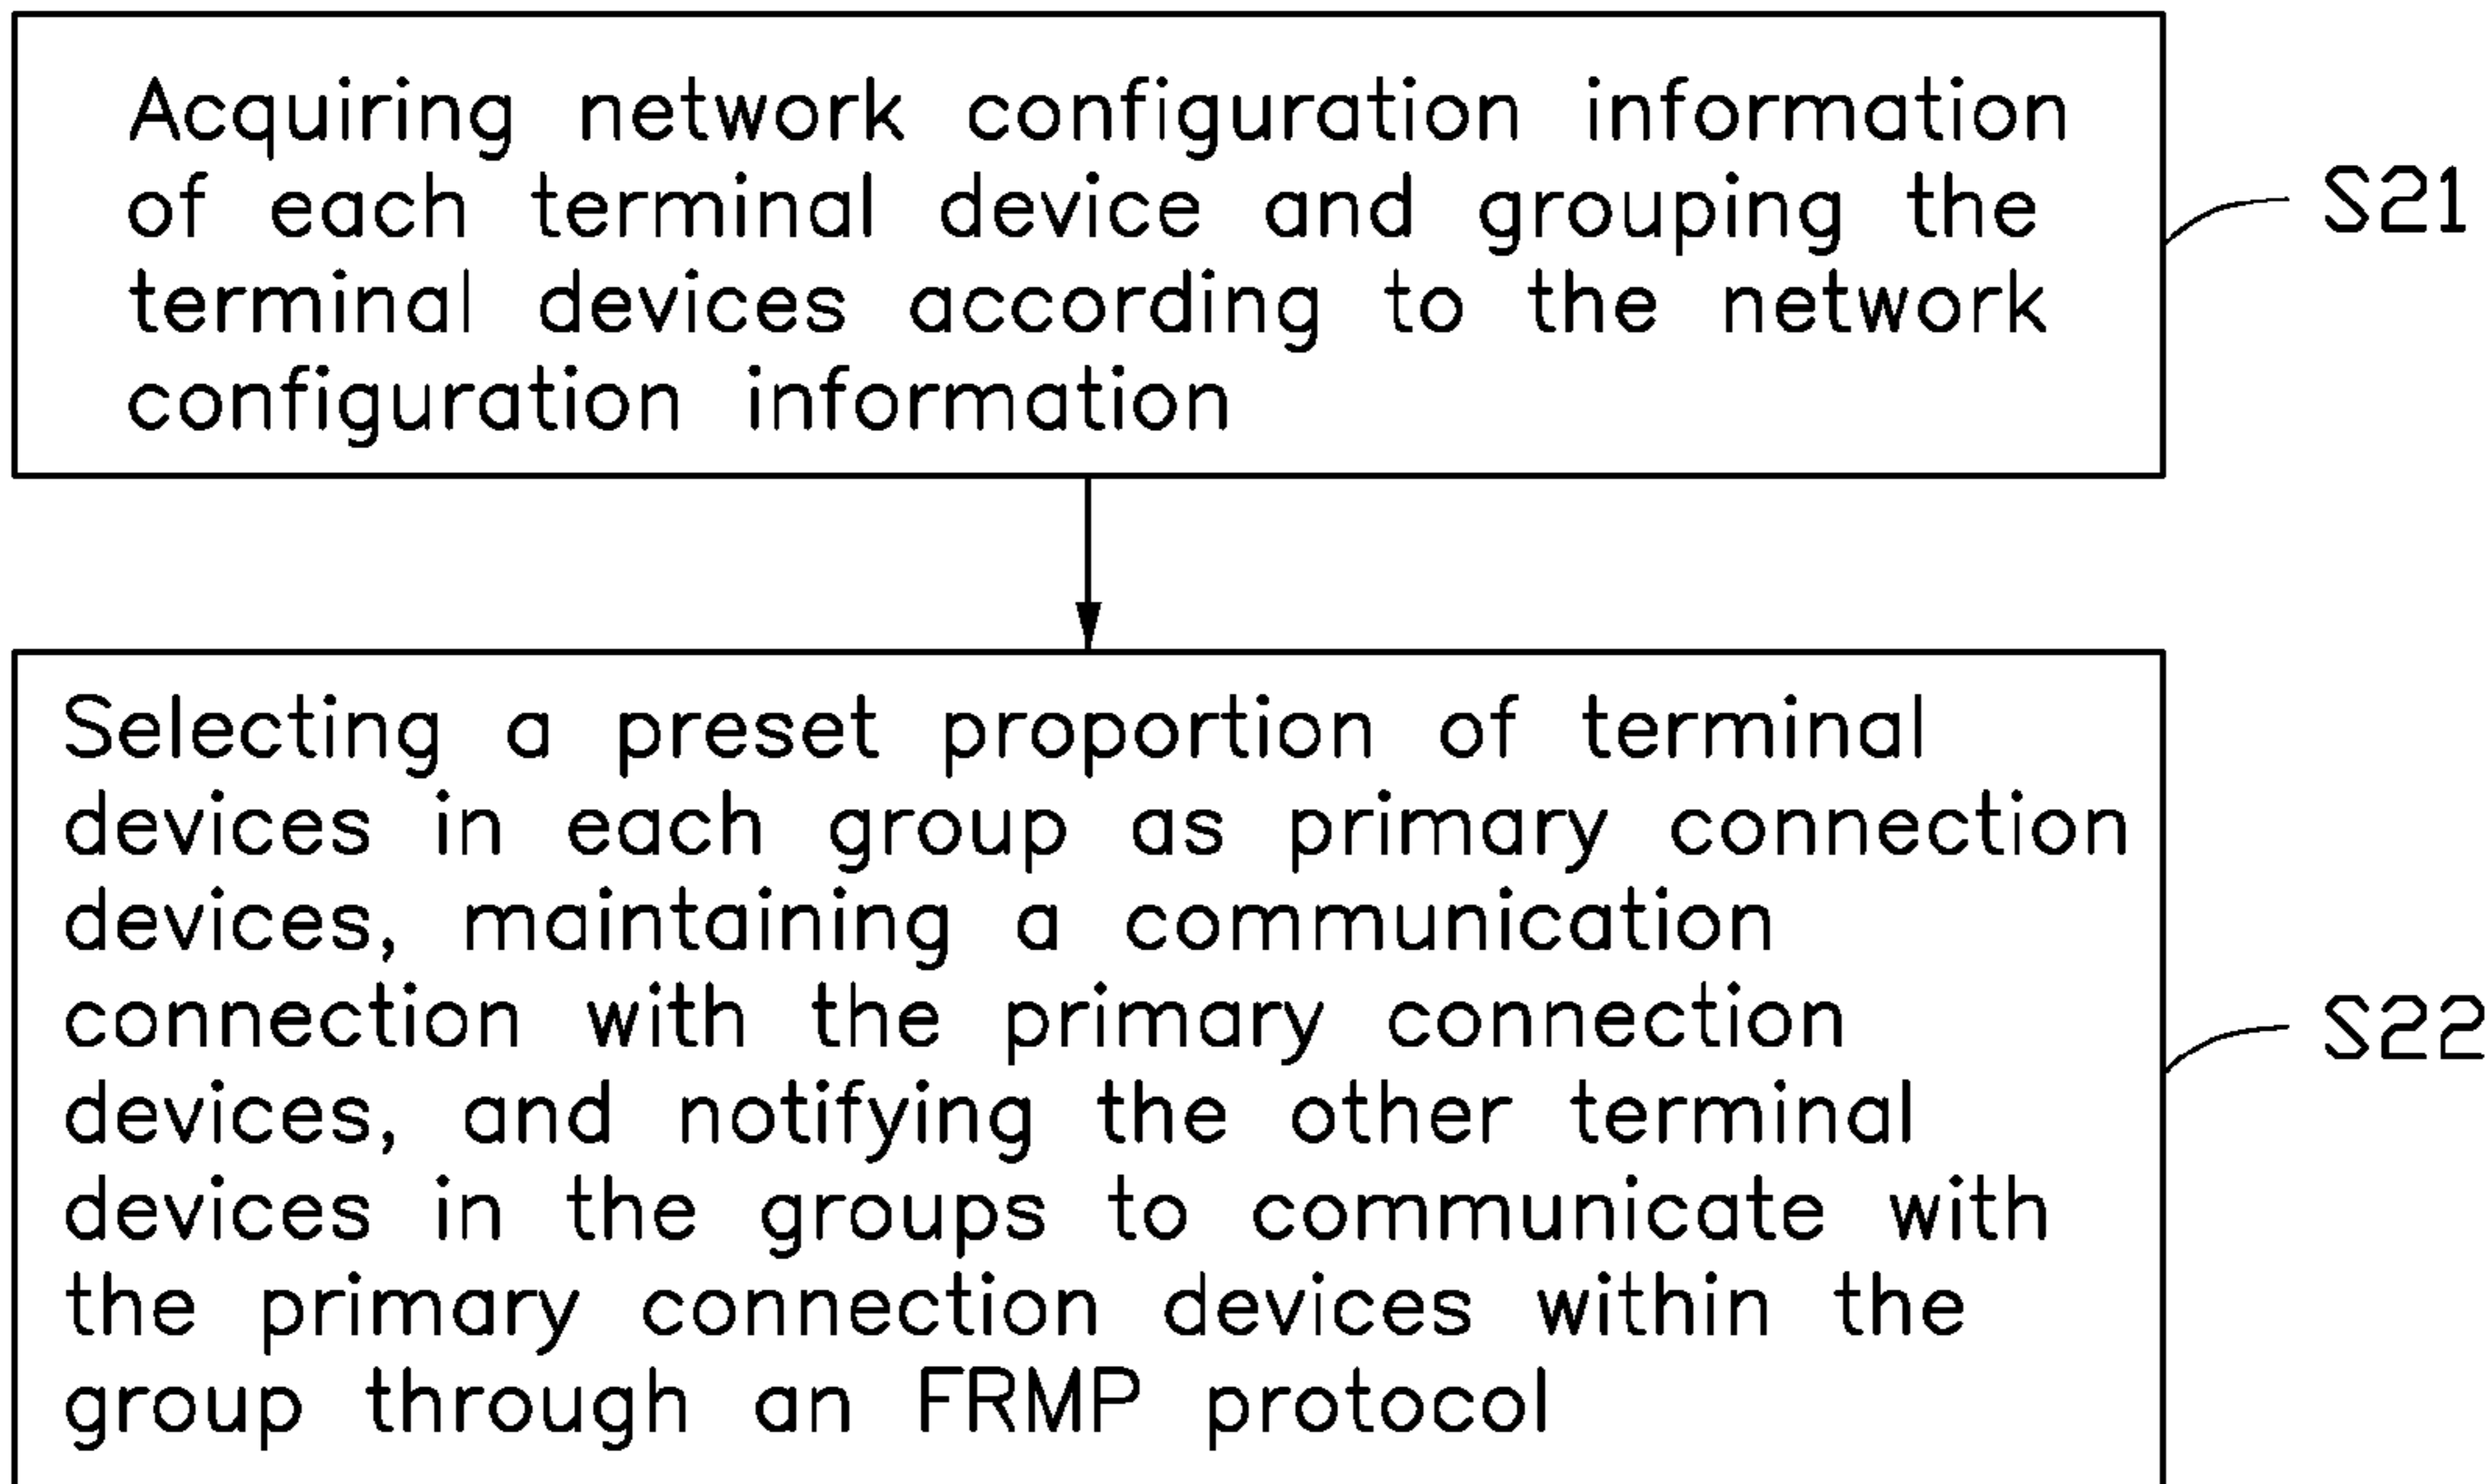 Acquiring network configuration information
of each terminal device and grouping the
terminal devices according to the network
configuration information
S21
Selecting a preset proportion of terminal
devices in each group as primary connection
devices, maintaining a communication
connection with the primary connection
devices, and notifying the other terminal
devices in the groups to communicate with
the primary connection devices within the
group through an FRMP protocol
S22